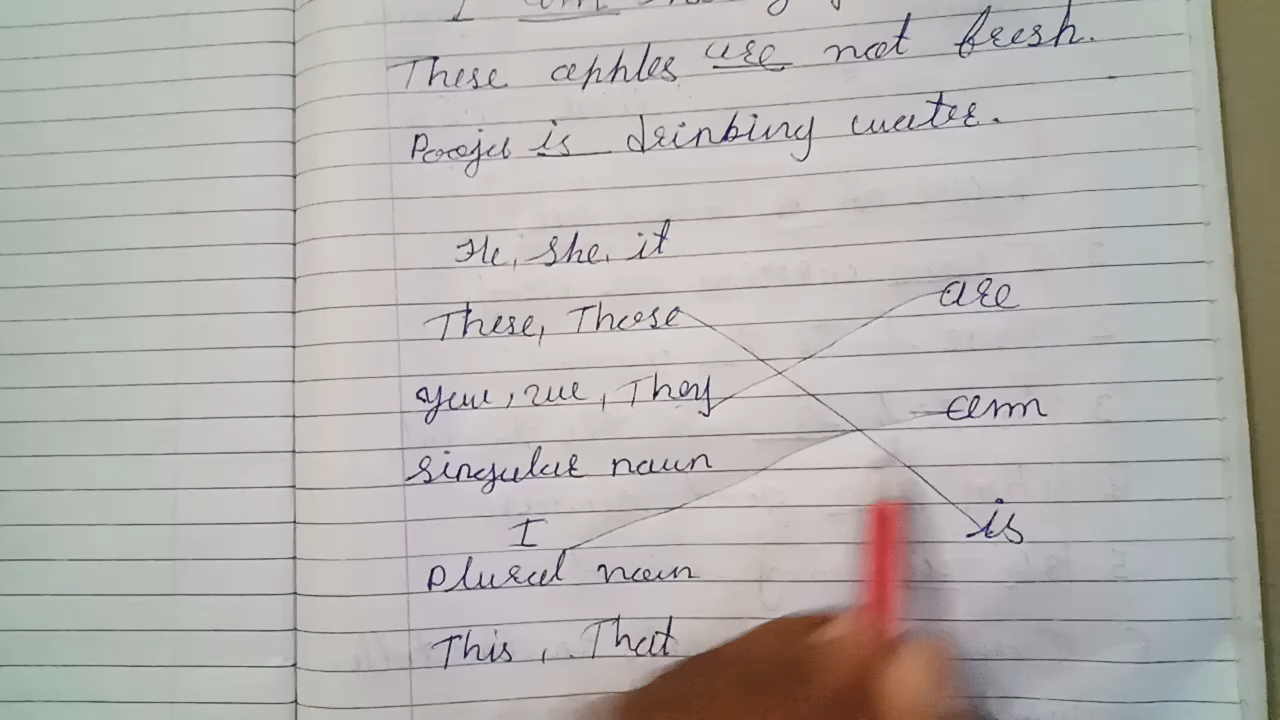 I am
These apples are not fresh.
Pooja is drinking water.
He, She, it
These, Those
are
you, we, They
am
singular noun
I
is
plural noun
This, That